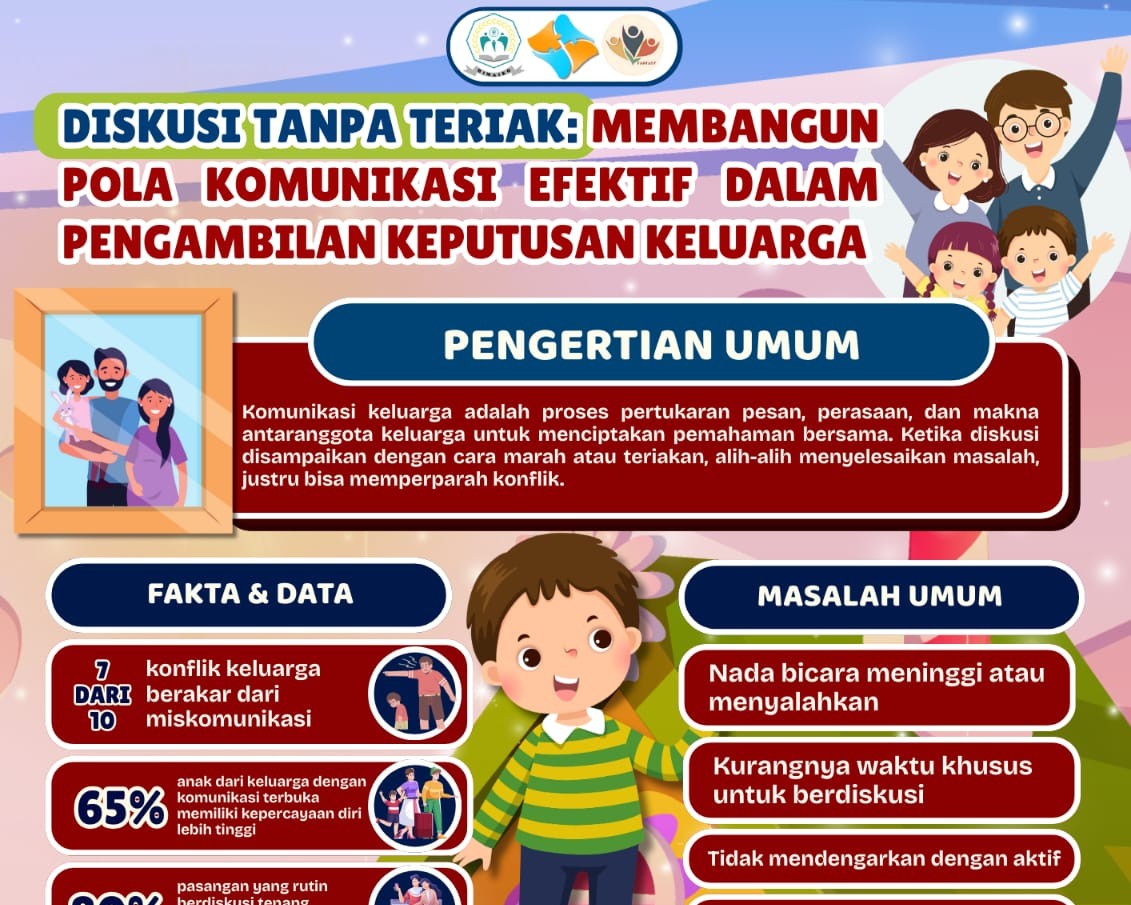 DISKUSI TANPA TERIAK: MEMBANGUN
POLA KOMUNIKASI EFEKTIF DALAM
PENGAMBILAN KEPUTUSAN KELUARGA
PENGERTIAN UMUM
Komunikasi keluarga adalah proses pertukaran pesan, perasaan, dan makna
antaranggota keluarga untuk menciptakan pemahaman bersama. Ketika diskusi
disampaikan dengan cara marah atau teriakan, alih-alih menyelesaikan masalah,
justru bisa memperparah konflik.
FAKTA & DATA
7
DARI
10
konflik keluarga
berakar dari
miskomunikasi
65%
anak dari keluarga dengan
komunikasi terbuka
memiliki kepercayaan diri
lebih tinggi
pasangan yang rutin
berdiskusi tenang
MASALAH UMUM
Nada bicara meninggi atau
menyalahkan
Kurangnya waktu khusus
untuk berdiskusi
Tidak mendengarkan dengan aktif